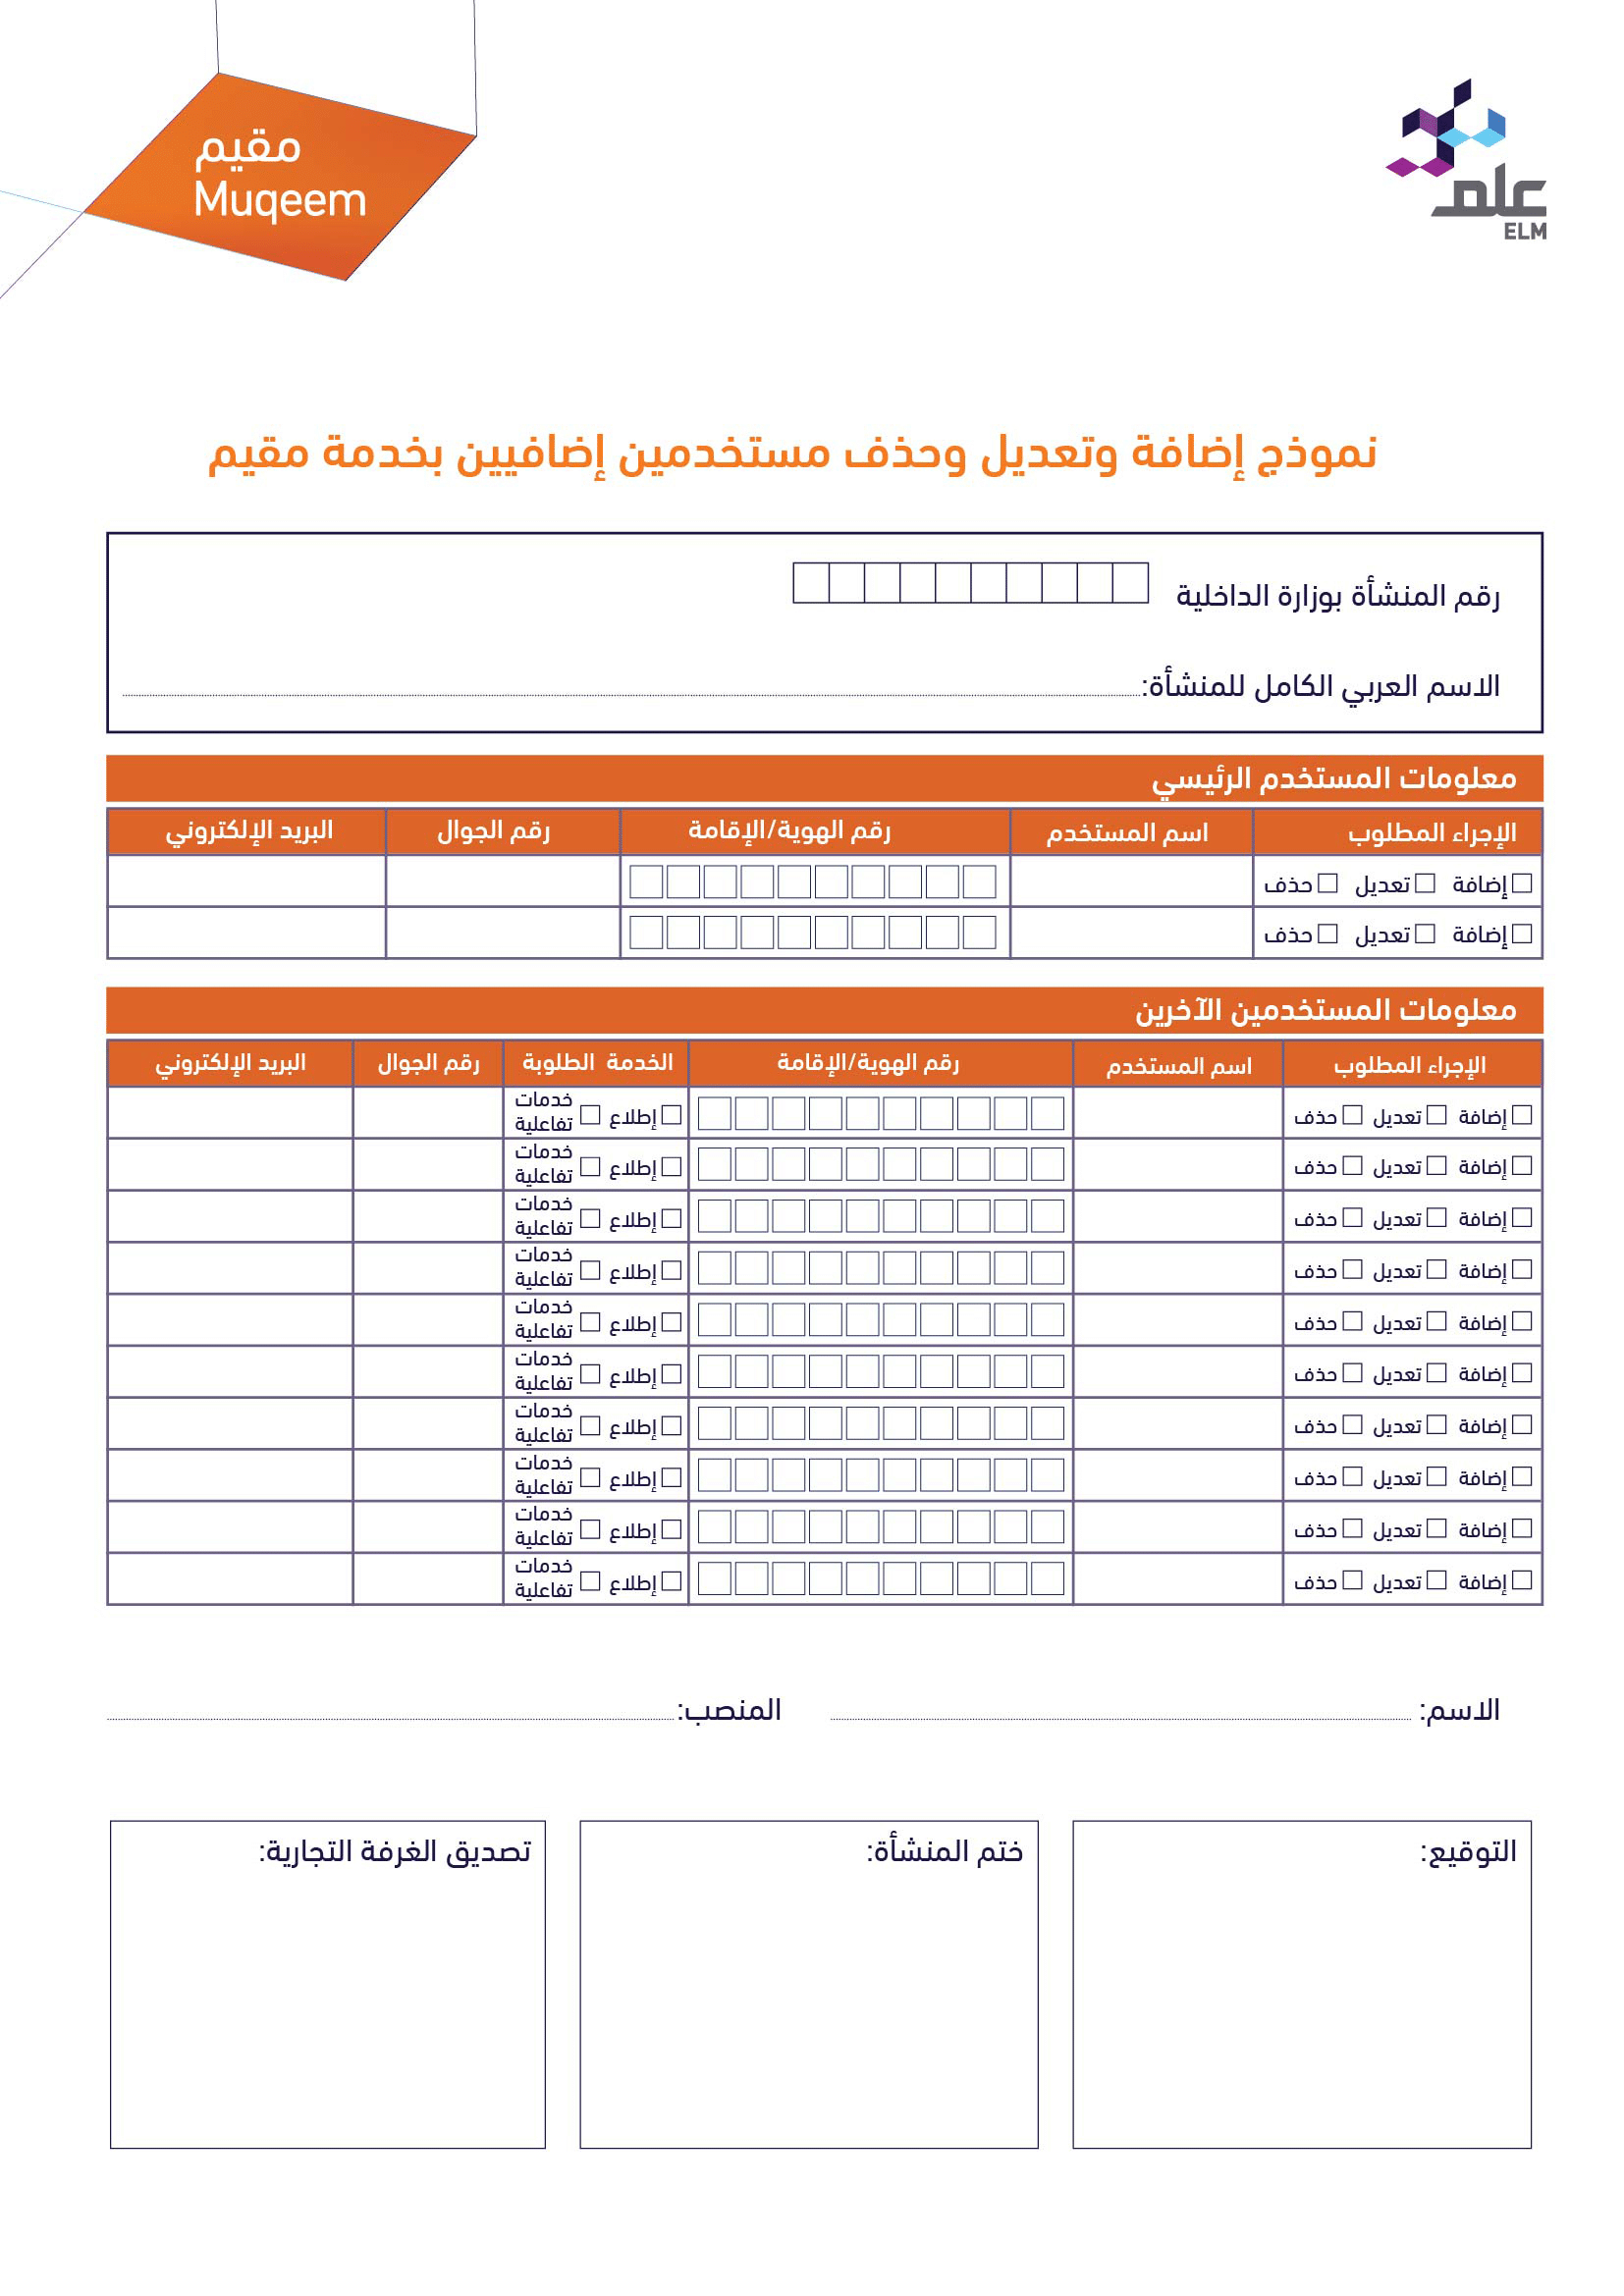 مقيم
Muqeem
علم
ELM
نموذج إضافة وتعديل وحذف مستخدمين إضافيين بخدمة مقيم
رقم المنشأة بوزارة الداخلية
الاسم العربي الكامل للمنشأة:
معلومات المستخدم الرئيسي
الإجراء المطلوب اسم المستخدم رقم الهوية/الإقامة رقم الجوال البريد الإلكتروني
إضافة تعديل حذف
إضافة تعديل حذف
معلومات المستخدمين الآخرين
الإجراء المطلوب اسم المستخدم رقم الهوية/الإقامة الخدمة الطلوبة رقم الجوال البريد الإلكتروني
إضافة تعديل حذف إطلاع خدمات تفاعلية
إضافة تعديل حذف إطلاع خدمات تفاعلية
إضافة تعديل حذف إطلاع خدمات تفاعلية
إضافة تعديل حذف إطلاع خدمات تفاعلية
إضافة تعديل حذف إطلاع خدمات تفاعلية
إضافة تعديل حذف إطلاع خدمات تفاعلية
إضافة تعديل حذف إطلاع خدمات تفاعلية
إضافة تعديل حذف إطلاع خدمات تفاعلية
إضافة تعديل حذف إطلاع خدمات تفاعلية
إضافة تعديل حذف إطلاع خدمات تفاعلية
الاسم: المنصب:
التوقيع: ختم المنشأة: تصديق الغرفة التجارية: